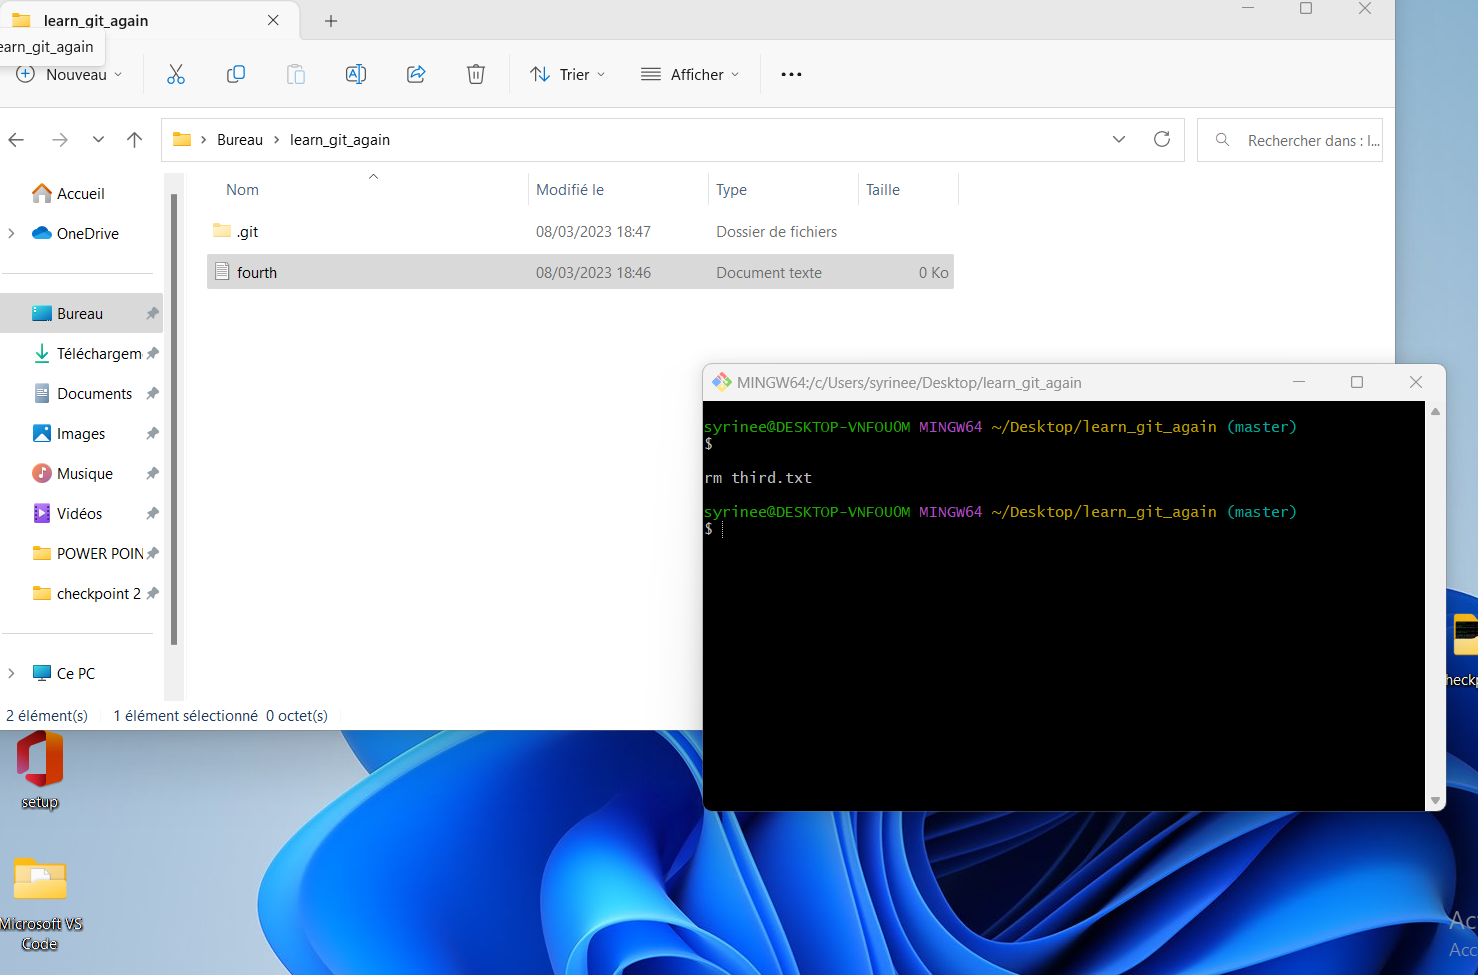 learn_git_again
earn_git_again
Nouveau
Trier
Afficher
Bureau
learn_git_again
Rechercher dans : l...
Accueil
OneDrive
Bureau
Téléchargem
Documents
Images
Musique
Vidéos
POWER POIN
checkpoint 2
Ce PC
Nom
Modifié le
Type
Taille
.git
08/03/2023 18:47
Dossier de fichiers
fourth
08/03/2023 18:46
Document texte
0 Ko
2 élément(s)
1 élément sélectionné 0 octet(s)
MINGW64:/c/Users/syrinee/Desktop/learn_git_again
syrinee@DESKTOP-VNFOUOM MINGW64 ~/Desktop/learn_git_again (master)
$
rm third.txt
syrinee@DESKTOP-VNFOUOM MINGW64 ~/Desktop/learn_git_again (master)
$
setup
Microsoft VS
Code
heckp
Ac
Acc